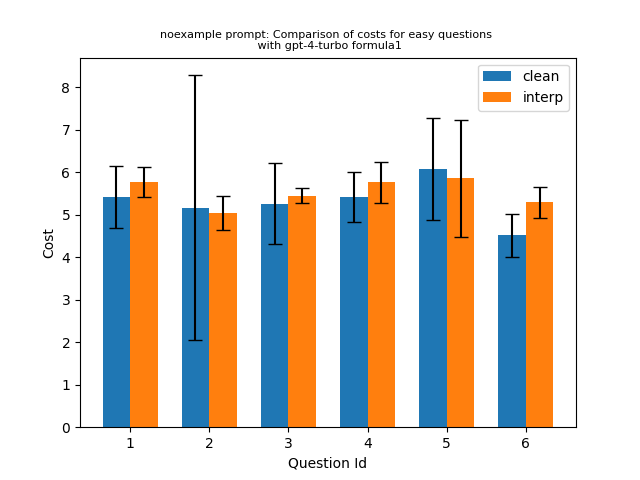 noexample prompt: Comparison of costs for easy questions
with gpt-4-turbo formula1
clean
interp
Cost
8
7
6
5
4
3
2
1
0
1 2 3 4 5 6
Question Id